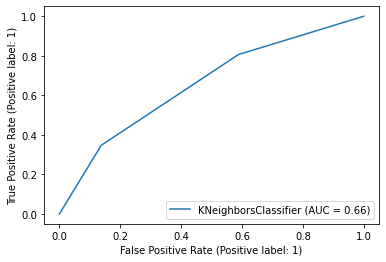 1.0
0.8
0.6
0.4
0.2
0.0
True Positive Rate (Positive label: 1)
KNeighborsClassifier (AUC = 0.66)
0.0 0.2 0.4 0.6 0.8 1.0
False Positive Rate (Positive label: 1)